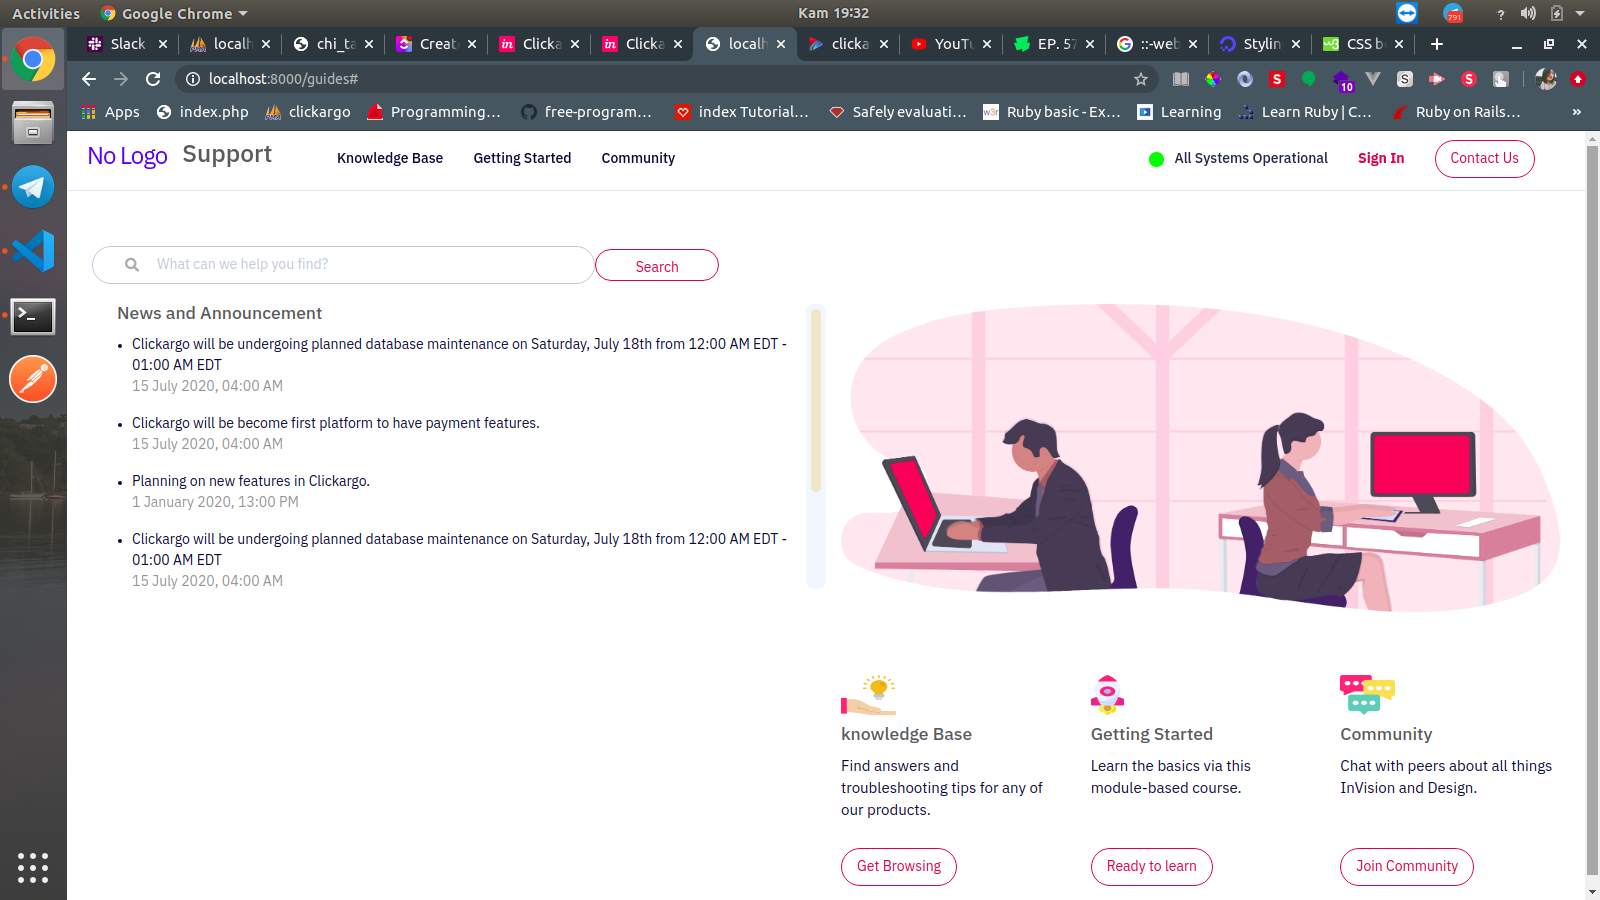 Activities
Google Chrome
Kam 19:32
791
?
Slack
localh
chi_ta
Create
Clicka
Clicka
localh
clicka
YouTu
EP. 57
::-web
Stylin
CSS b
localhost:8000/guides#
10
Apps
index.php
clickargo
Programming...
free-program...
index Tutorial...
Safely evaluati...
Ruby basic - Ex...
Learning
Learn Ruby | C...
Ruby on Rails...
»
No Logo
Support
Knowledge Base
Getting Started
Community
All Systems Operational
Sign In
Contact Us
What can we help you find?
Search
News and Announcement
• Clickargo will be undergoing planned database maintenance on Saturday, July 18th from 12:00 AM EDT -
01:00 AM EDT
15 July 2020, 04:00 AM
• Clickargo will be become first platform to have payment features.
15 July 2020, 04:00 AM
• Planning on new features in Clickargo.
1 January 2020, 13:00 PM
• Clickargo will be undergoing planned database maintenance on Saturday, July 18th from 12:00 AM EDT -
01:00 AM EDT
15 July 2020, 04:00 AM
knowledge Base
Find answers and
troubleshooting tips for any of
our products.
Get Browsing
Getting Started
Learn the basics via this
module-based course.
Ready to learn
Community
Chat with peers about all things
InVision and Design.
Join Community